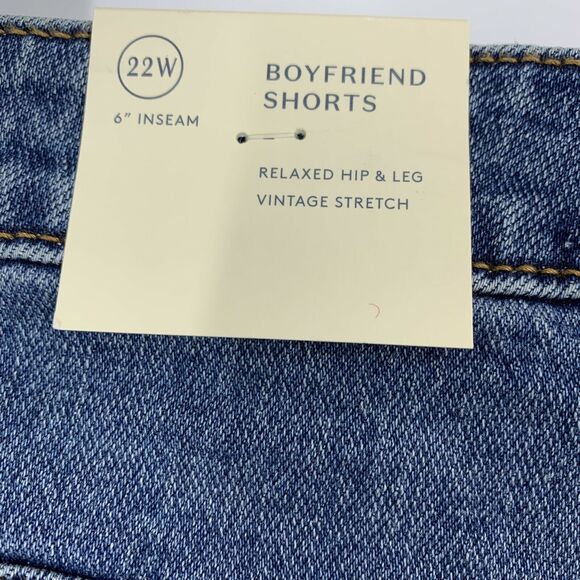 22W
6” INSEAM
BOYFRIEND
SHORTS
RELAXED HIP & LEG
VINTAGE STRETCH